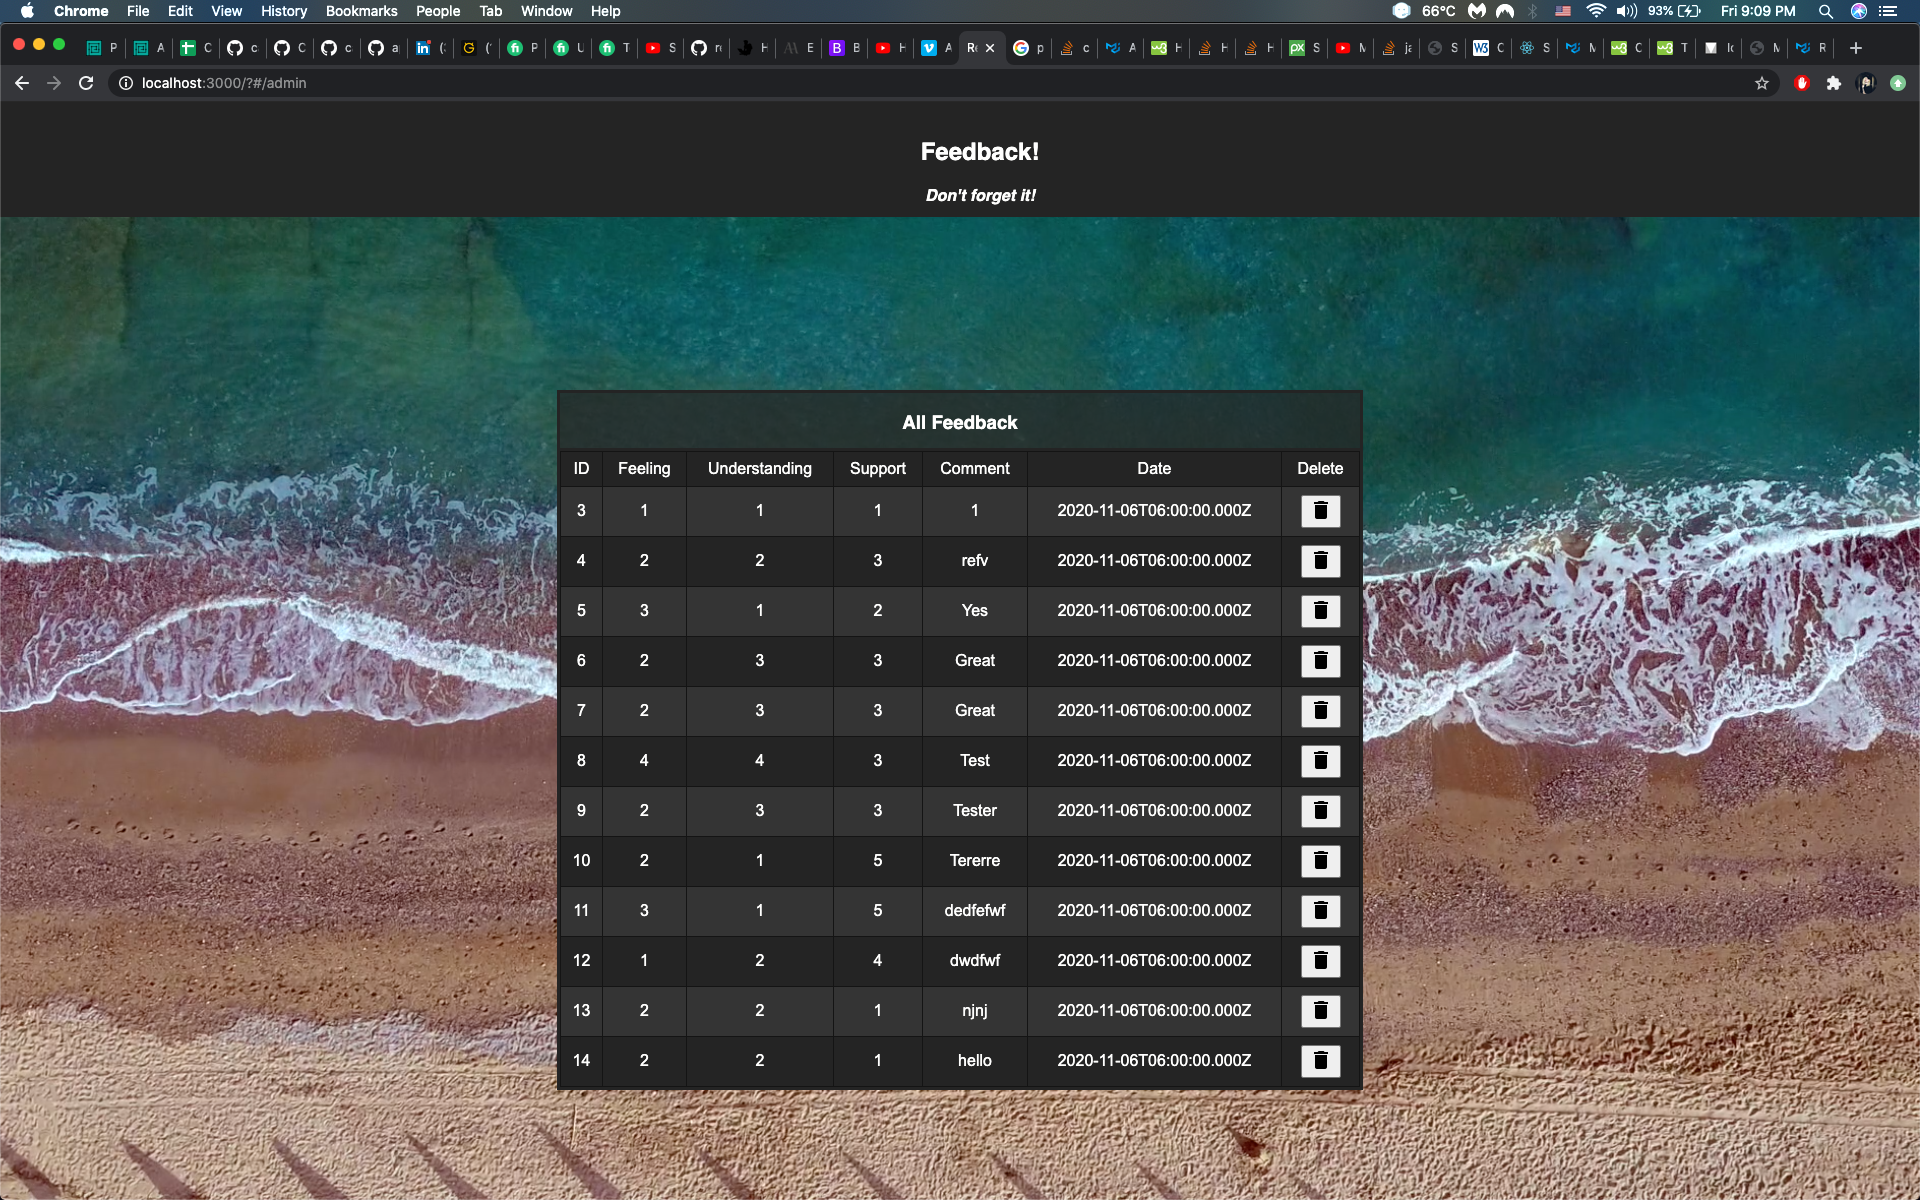 Chrome File Edit View History Bookmarks People Tab Window Help 66°C 93% Fri 9:09 PM
localhost:3000/?#/admin
Feedback!
Don't forget it!
All Feedback
ID Feeling Understanding Support Comment Date Delete
3 1 1 1 1 2020-11-06T06:00:00.000Z
4 2 2 3 refv 2020-11-06T06:00:00.000Z
5 3 1 2 Yes 2020-11-06T06:00:00.000Z
6 2 3 3 Great 2020-11-06T06:00:00.000Z
7 2 3 3 Great 2020-11-06T06:00:00.000Z
8 4 4 3 Test 2020-11-06T06:00:00.000Z
9 2 3 3 Tester 2020-11-06T06:00:00.000Z
10 2 1 5 Tererre 2020-11-06T06:00:00.000Z
11 3 1 5 dedfefwf 2020-11-06T06:00:00.000Z
12 1 2 4 dwdfwf 2020-11-06T06:00:00.000Z
13 2 2 1 njnj 2020-11-06T06:00:00.000Z
14 2 2 1 hello 2020-11-06T06:00:00.000Z